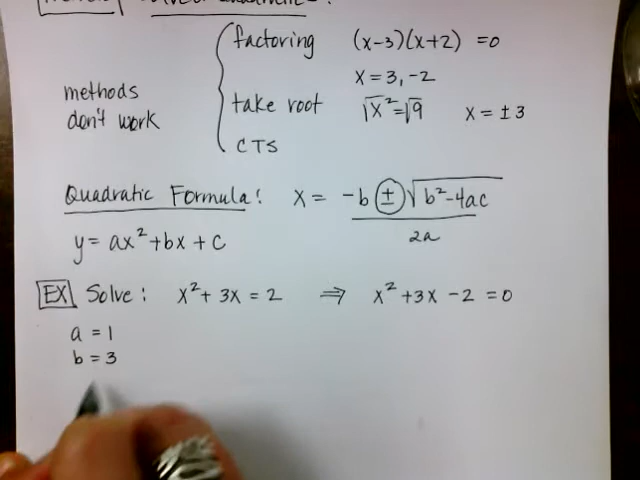 factoring (x-3)(x+2) =0
x = 3, -2
methods
don't work
take root √x² = √9 x = ± 3
CTS
Quadratic Formula: x = -b ± √b²-4ac
2a
y = ax² + bx + c
EX Solve: x² + 3x = 2 ⇒ x² + 3x - 2 = 0
a = 1
b = 3